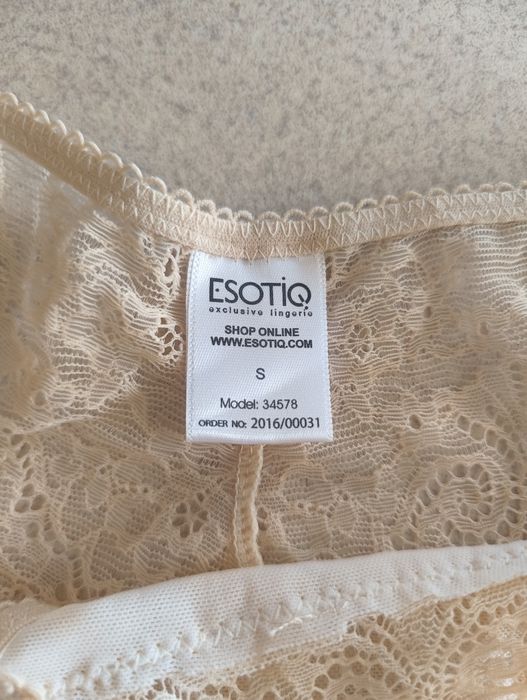 ESOTIQ
exclusive lingerie
SHOP ONLINE
WWW.ESOTIQ.COM
S
Model: 34578
ORDER NO: 2016/00031